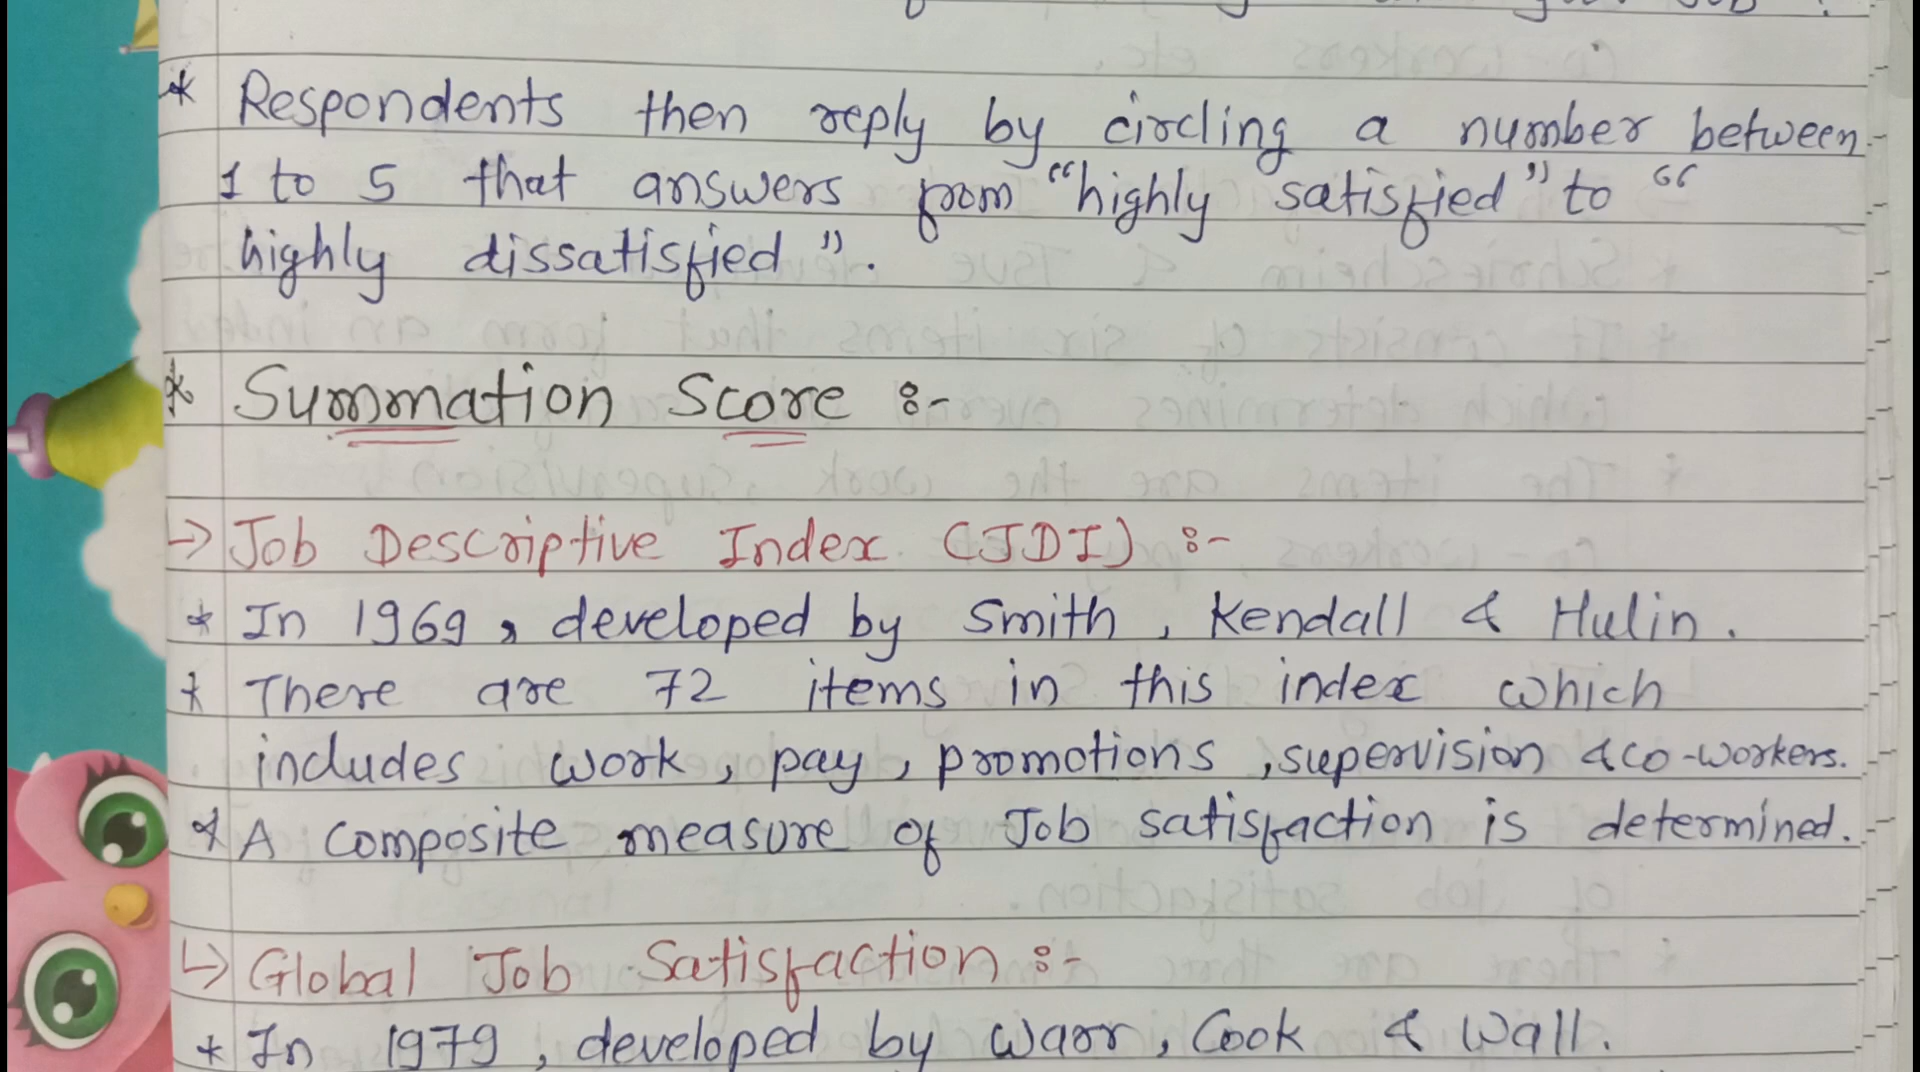 Job ?
* Respondents then reply by circling a number between
1 to 5 that answers from "highly satisfied" to "
highly dissatisfied".
* Summation Score :-
↳ Job Descriptive Index (JDI) :-
* In 1969, developed by Smith, Kendall & Hulin.
* There are 72 items in this index which
includes work, pay, promotions, supervision & co-workers.
* A composite measure of Job satisfaction is determined.
↳ Global Job Satisfaction :-
* In 1979, developed by Warr, Cook & Wall.